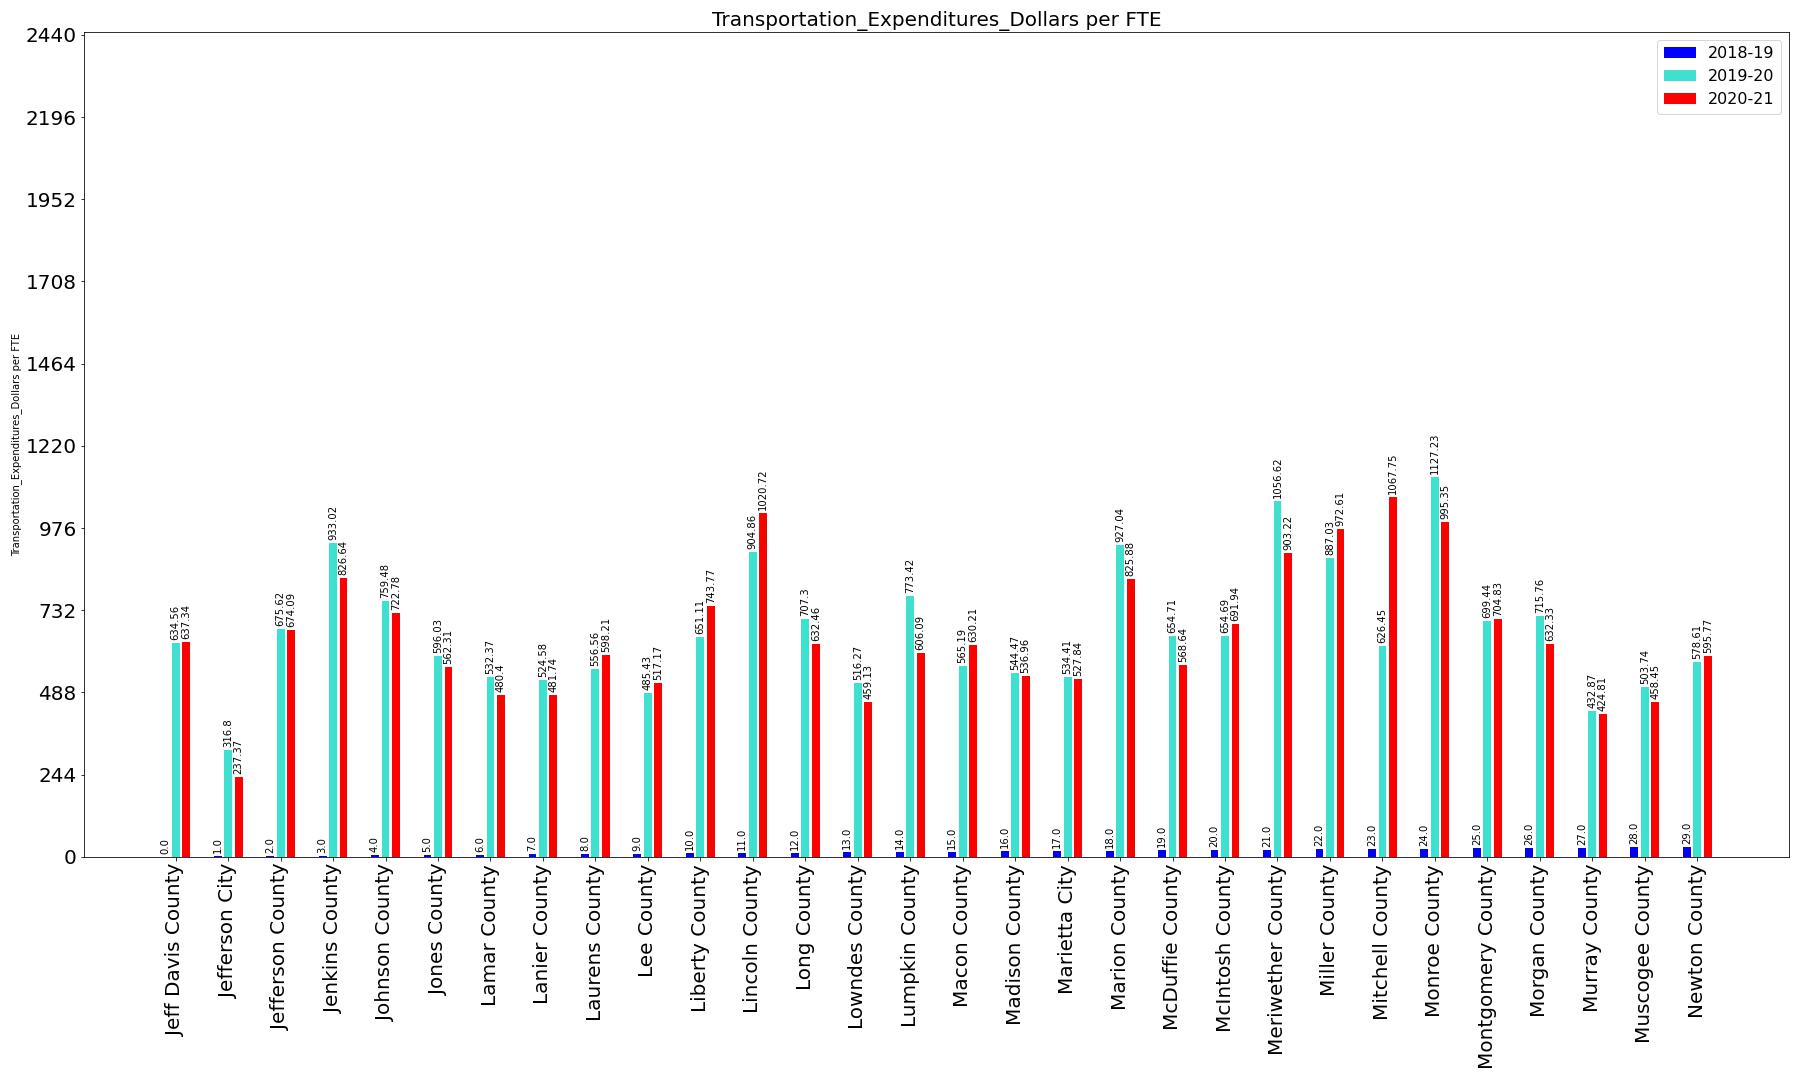 Transportation_Expenditures_Dollars per FTE
2018-19
2019-20
2020-21
Transportation_Expenditures_Dollars per FTE
2440
2196
1952
1708
1464
1220
976
732
488
244
0
0.0 634.56 637.34
1.0 316.8 237.37
2.0 675.62 674.09
3.0 933.02 826.64
4.0 759.48 722.78
5.0 596.03 562.31
6.0 532.37 480.4
7.0 524.58 481.74
8.0 556.56 598.21
9.0 485.43 517.17
10.0 651.11 743.77
11.0 904.86 1020.72
12.0 707.3 632.46
13.0 516.27 459.13
14.0 773.42 606.09
15.0 565.19 630.21
16.0 544.47 536.96
17.0 534.41 527.84
18.0 927.04 825.88
19.0 654.71 568.64
20.0 654.69 691.94
21.0 1056.62 903.22
22.0 887.03 972.61
23.0 626.45 1067.75
24.0 1127.23 995.35
25.0 699.44 704.83
26.0 715.76 632.33
27.0 432.87 424.81
28.0 503.74 458.45
29.0 578.61 595.77
Jeff Davis County
Jefferson City
Jefferson County
Jenkins County
Johnson County
Jones County
Lamar County
Lanier County
Laurens County
Lee County
Liberty County
Lincoln County
Long County
Lowndes County
Lumpkin County
Macon County
Madison County
Marietta City
Marion County
McDuffie County
McIntosh County
Meriwether County
Miller County
Mitchell County
Monroe County
Montgomery County
Morgan County
Murray County
Muscogee County
Newton County